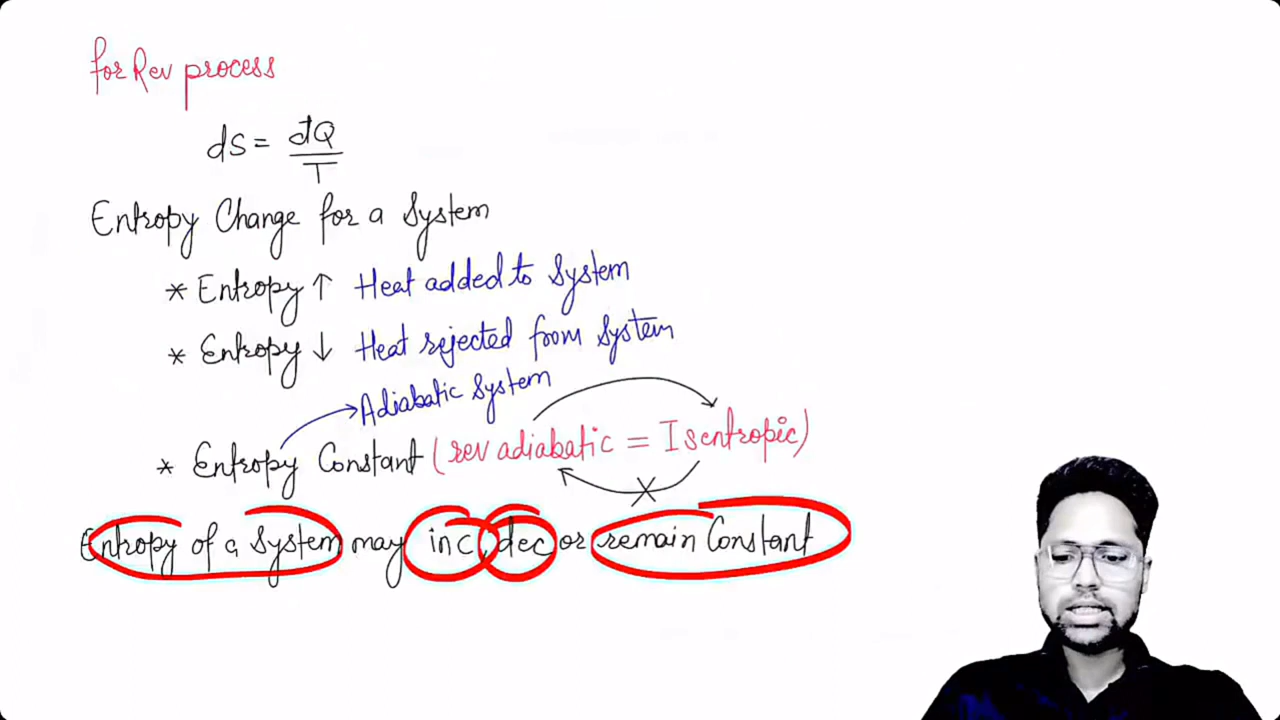 for Rev process
dS = đQ/T
Entropy Change for a System
* Entropy ↑ Heat added to System
* Entropy ↓ Heat rejected from System
Adiabatic System
* Entropy Constant (rev adiabatic = Isentropic)
Entropy of a System may inc, dec or remain Constant